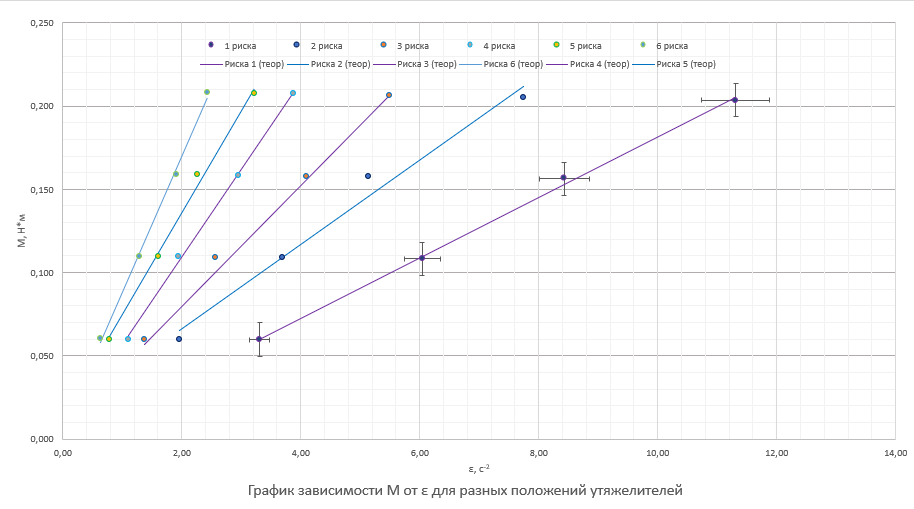 0,250
1 риска 2 риска 3 риска 4 риска 5 риска 6 риска
Риска 1 (теор) Риска 2 (теор) Риска 3 (теор) Риска 6 (теор) Риска 4 (теор) Риска 5 (теор)
0,200
0,150
М, Н*м
0,100
0,050
0,000
0,00 2,00 4,00 6,00 8,00 10,00 12,00 14,00
ε, с-2
График зависимости М от ε для разных положений утяжелителей